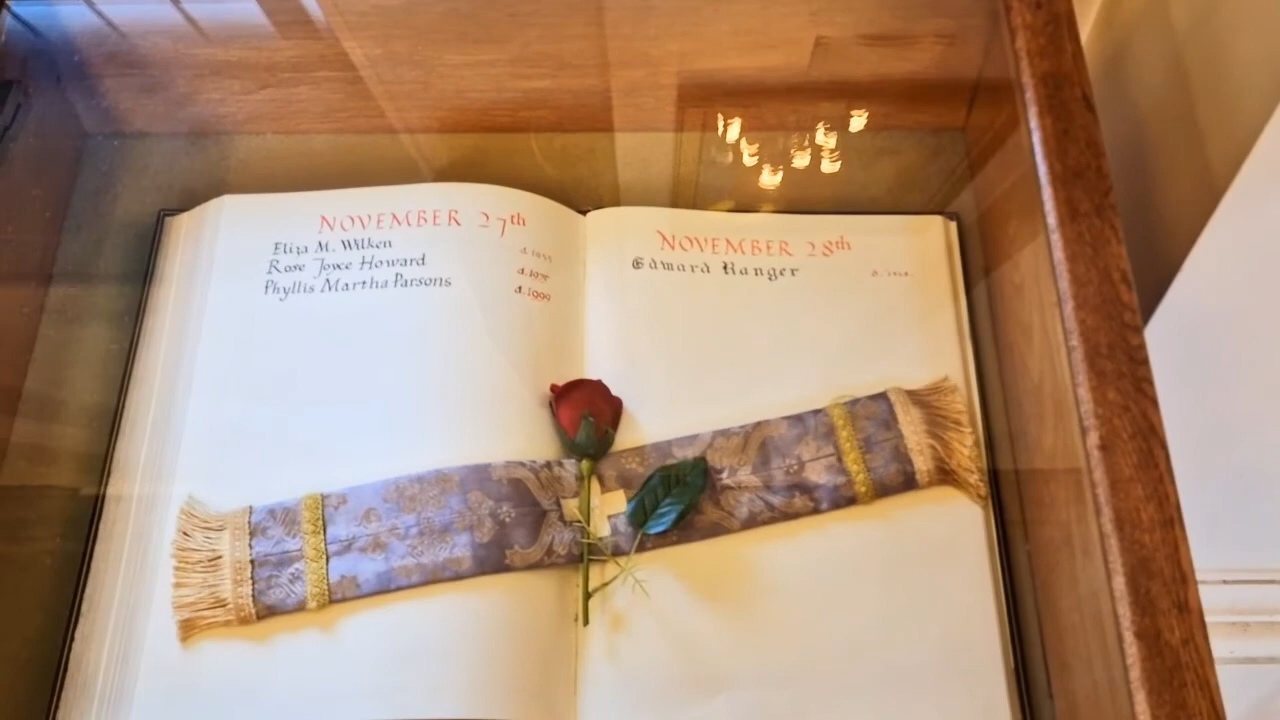 NOVEMBER 27th
Eliza M. Wilken
Rose Joyce Howard
Phyllis Martha Parsons d. 1999
NOVEMBER 28th
Edward Ranger